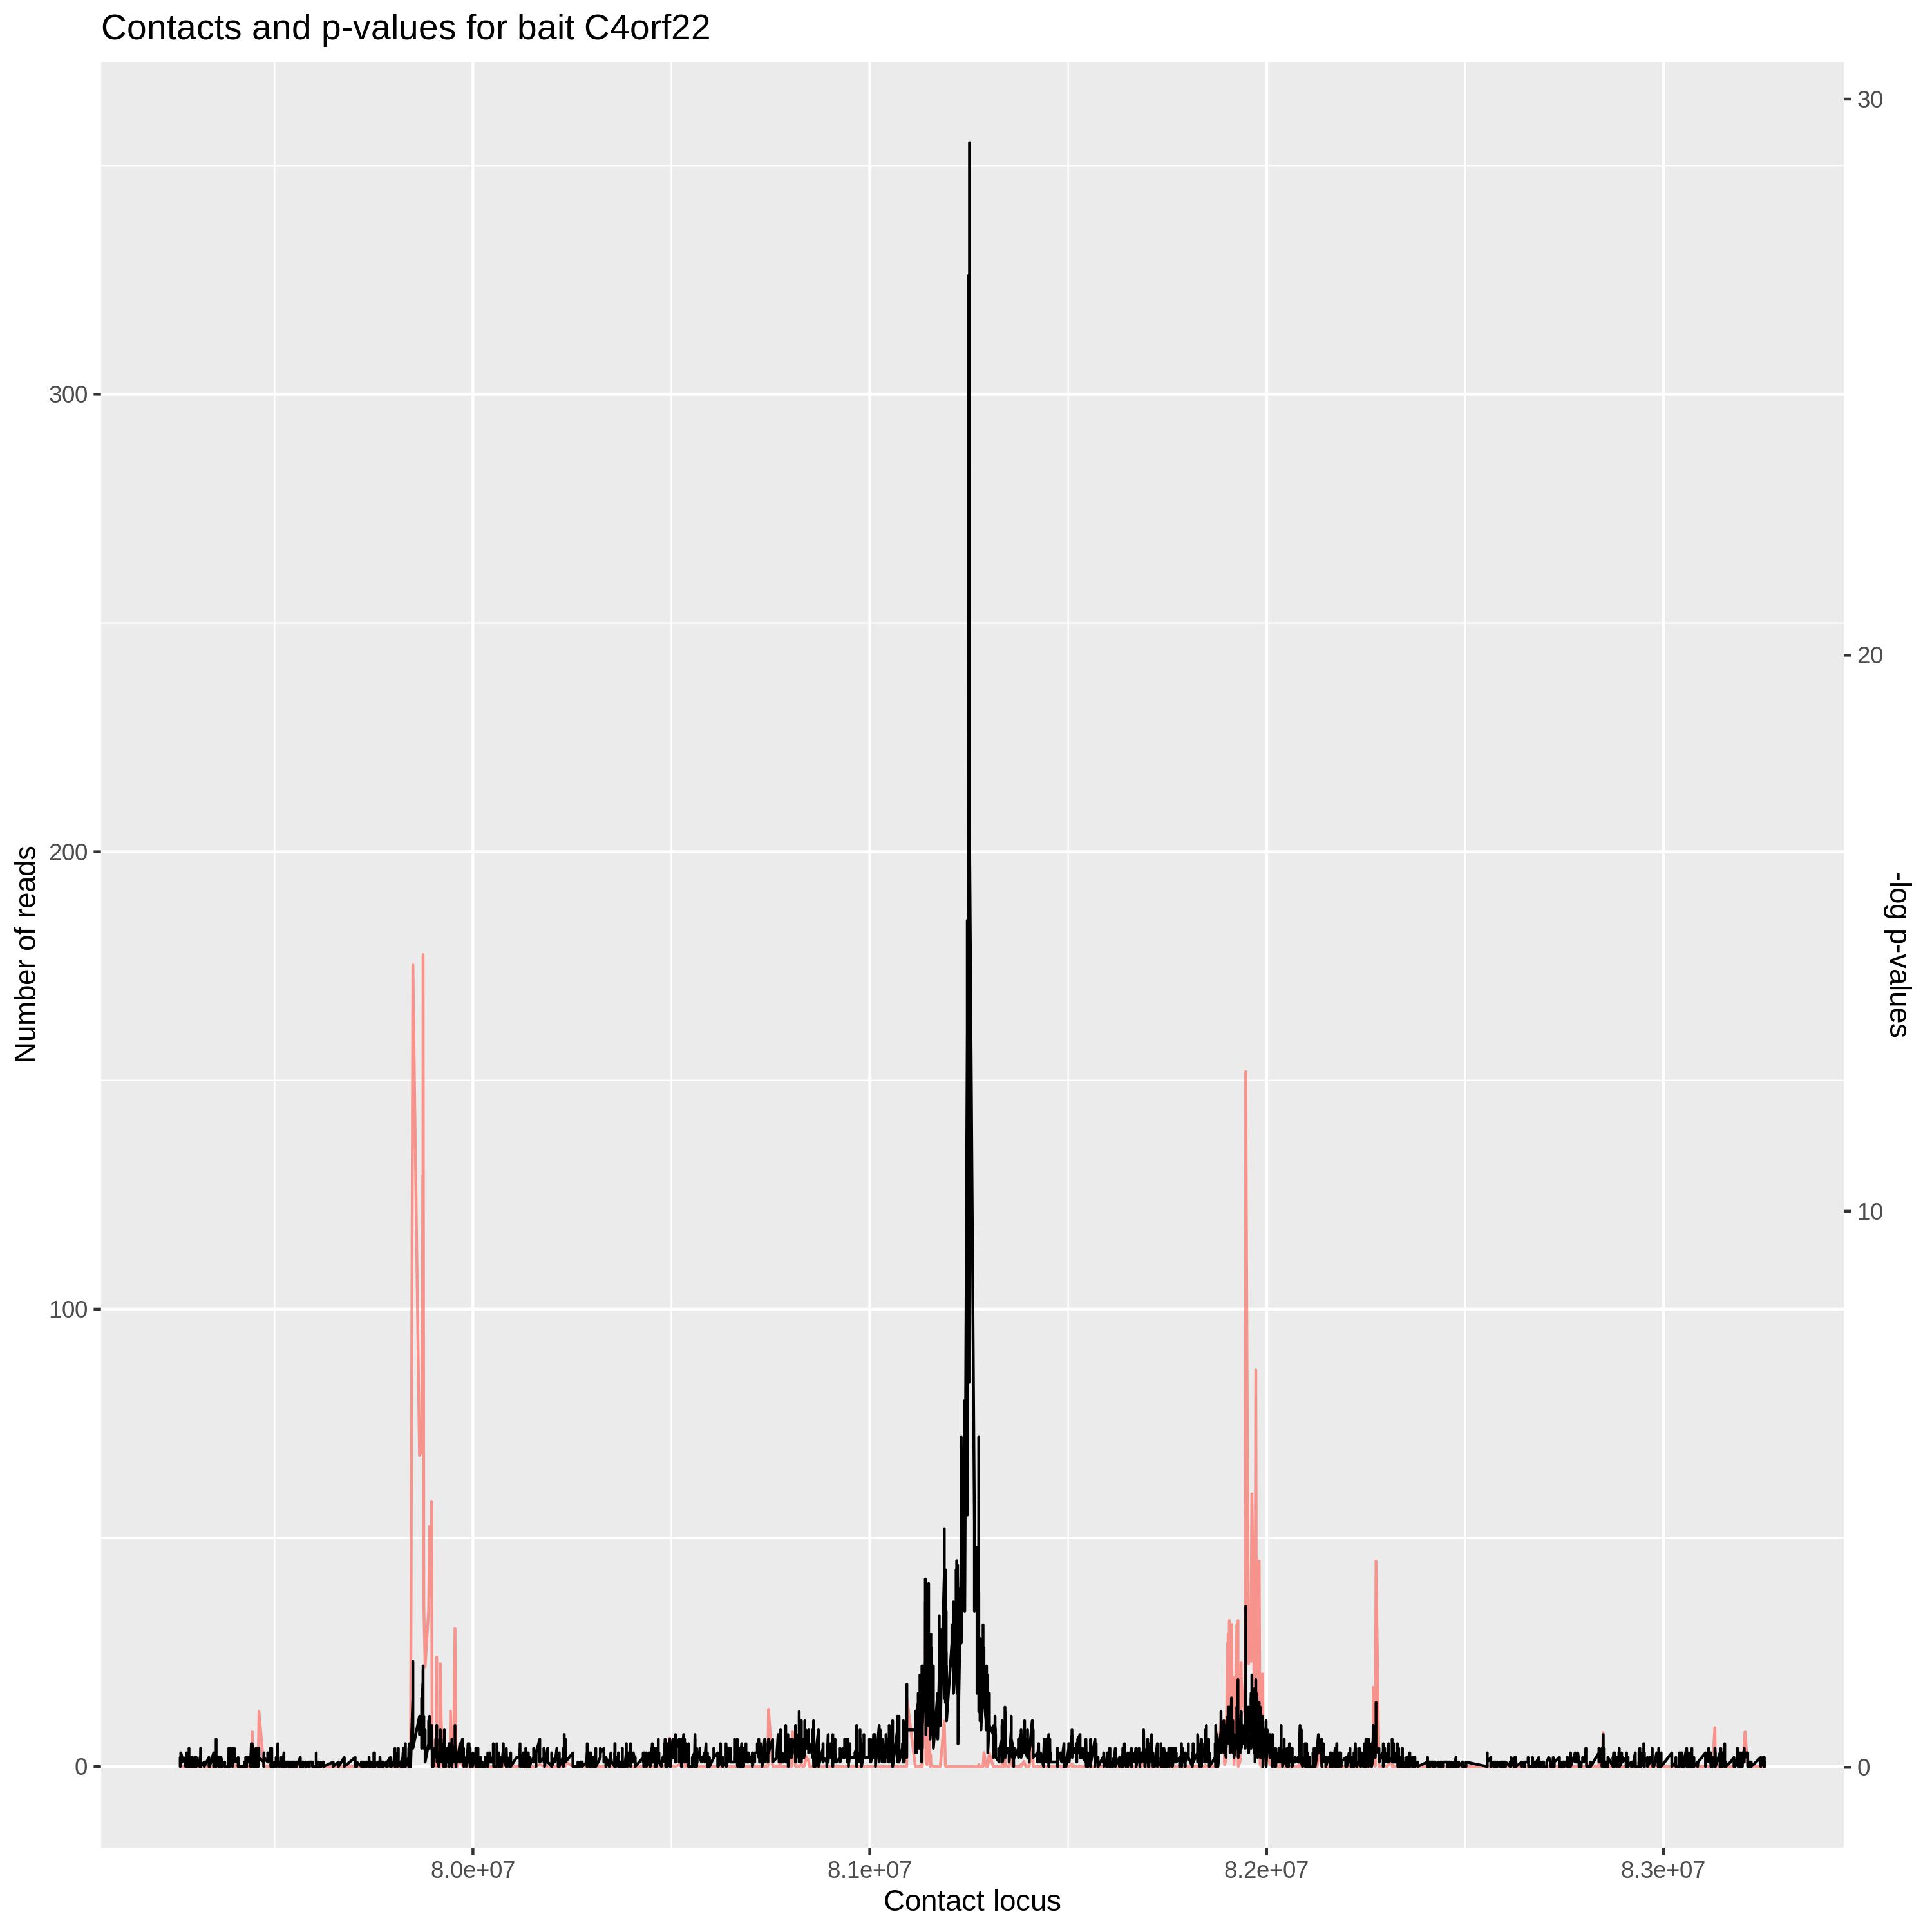 Contacts and p-values for bait C4orf22
30
300
20
200
Number of reads
-log p-values
10
100
0
0
8.0e+07
8.1e+07
8.2e+07
8.3e+07
Contact locus